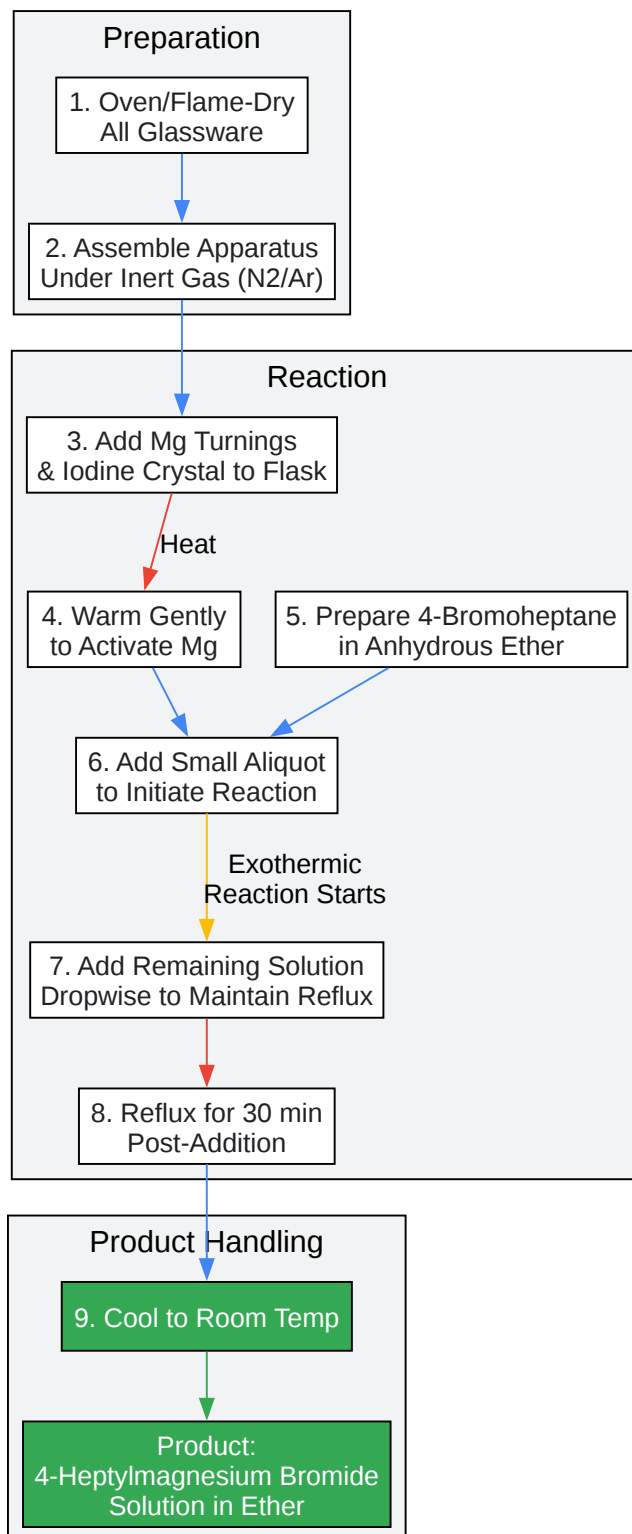 Preparation
1. Oven/Flame-Dry
All Glassware
2. Assemble Apparatus
Under Inert Gas (N2/Ar)
Reaction
3. Add Mg Turnings
& Iodine Crystal to Flask
Heat
4. Warm Gently
to Activate Mg
5. Prepare 4-Bromoheptane
in Anhydrous Ether
6. Add Small Aliquot
to Initiate Reaction
Exothermic
Reaction Starts
7. Add Remaining Solution
Dropwise to Maintain Reflux
8. Reflux for 30 min
Post-Addition
Product Handling
9. Cool to Room Temp
Product:
4-Heptylmagnesium Bromide
Solution in Ether